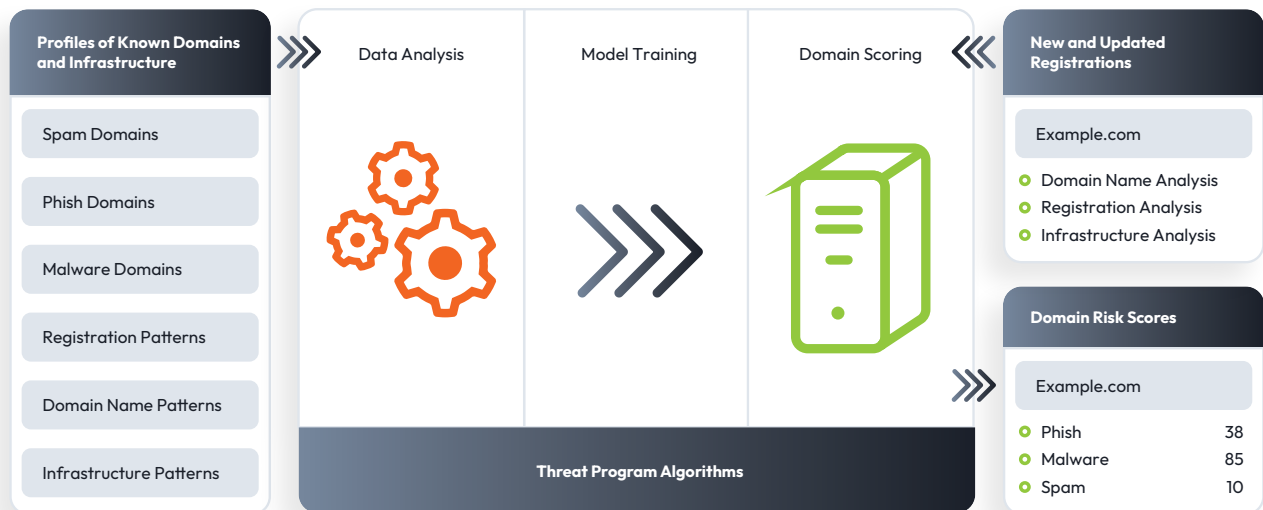 Profiles of Known Domains
and Infrastructure
Spam Domains
Phish Domains
Malware Domains
Registration Patterns
Domain Name Patterns
Infrastructure Patterns
Data Analysis
Model Training
Domain Scoring
Threat Program Algorithms
New and Updated
Registrations
Example.com
Domain Name Analysis
Registration Analysis
Infrastructure Analysis
Domain Risk Scores
Example.com
Phish 38
Malware 85
Spam 10